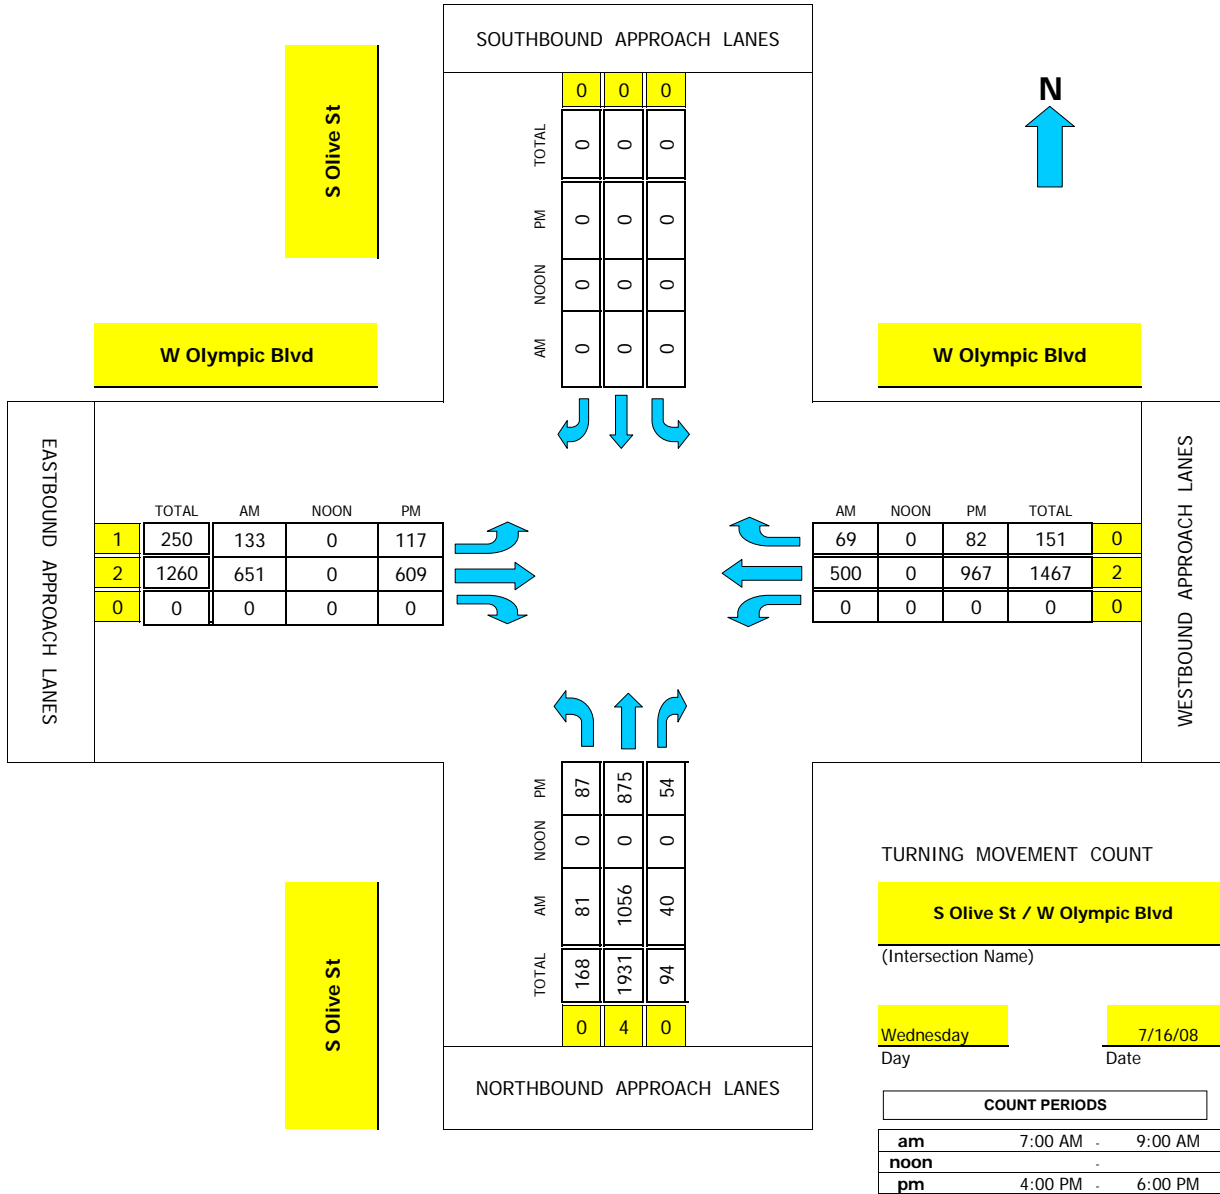 SOUTHBOUND APPROACH LANES
0 0 0
TOTAL 0 0 0
PM 0 0 0
NOON 0 0 0
AM 0 0 0
N
S Olive St
W Olympic Blvd
W Olympic Blvd
EASTBOUND APPROACH LANES
TOTAL AM NOON PM
1 250 133 0 117
2 1260 651 0 609
0 0 0 0 0
AM NOON PM TOTAL
69 0 82 151 0
500 0 967 1467 2
0 0 0 0 0
WESTBOUND APPROACH LANES
PM 87 875 54
NOON 0 0 0
AM 81 1056 40
TOTAL 168 1931 94
0 4 0
NORTHBOUND APPROACH LANES
S Olive St
TURNING MOVEMENT COUNT
S Olive St / W Olympic Blvd
(Intersection Name)
Wednesday 7/16/08
Day Date
COUNT PERIODS
am 7:00 AM - 9:00 AM
noon -
pm 4:00 PM - 6:00 PM